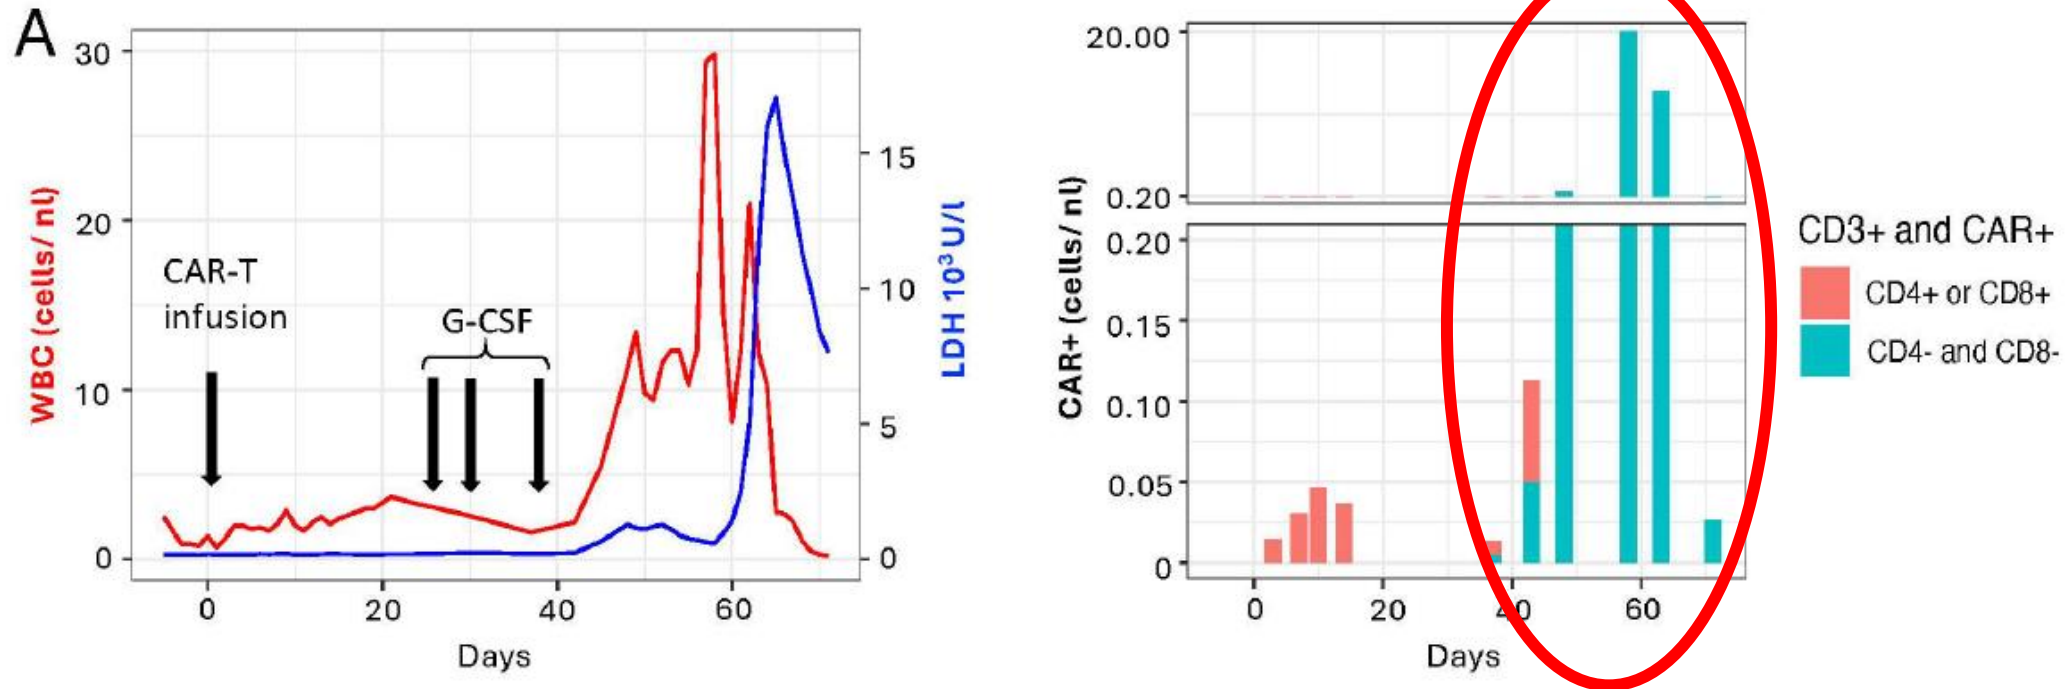 A
30
20
10
0
WBC (cells/ nl)
CAR-T
infusion
G-CSF
15
10
5
0
LDH 10³U/l
0
20
40
60
Days
20.00
0.20
0.20
0.15
0.10
0.05
0
CAR+ (cells/ nl)
0
20
40
60
Days
CD3+ and CAR+
CD4+ or CD8+
CD4- and CD8-